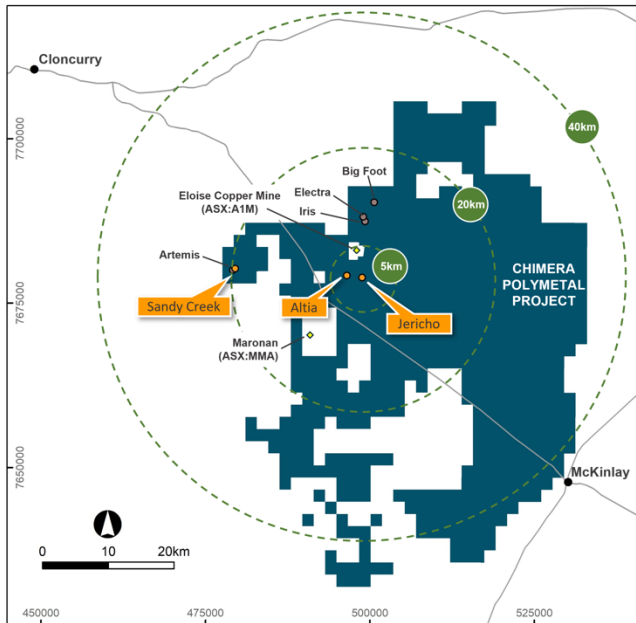 Cloncurry
40km
7700000
Big Foot
Electra
20km
Eloise Copper Mine
(ASX:A1M)
Iris
Artemis
5km
CHIMERA
POLYMETAL
PROJECT
Sandy Creek
Altia
Jericho
7675000
Maronan
(ASX:MMA)
7650000
McKinlay
0 10 20km
450000 475000 500000 525000